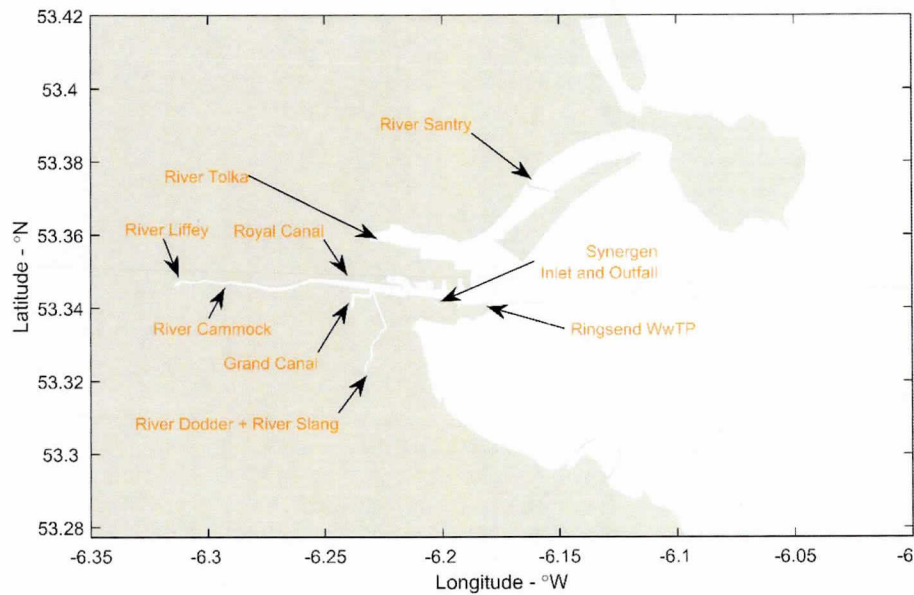 53.42
53.4
53.38
53.36
53.34
53.32
53.3
53.28
Latitude - °N
River Santry
River Tolka
River Liffey
Royal Canal
Synergen
Inlet and Outfall
River Cammock
Ringsend WwTP
Grand Canal
River Dodder + River Slang
-6.35
-6.3
-6.25
-6.2
-6.15
-6.1
-6.05
-6
Longitude - °W